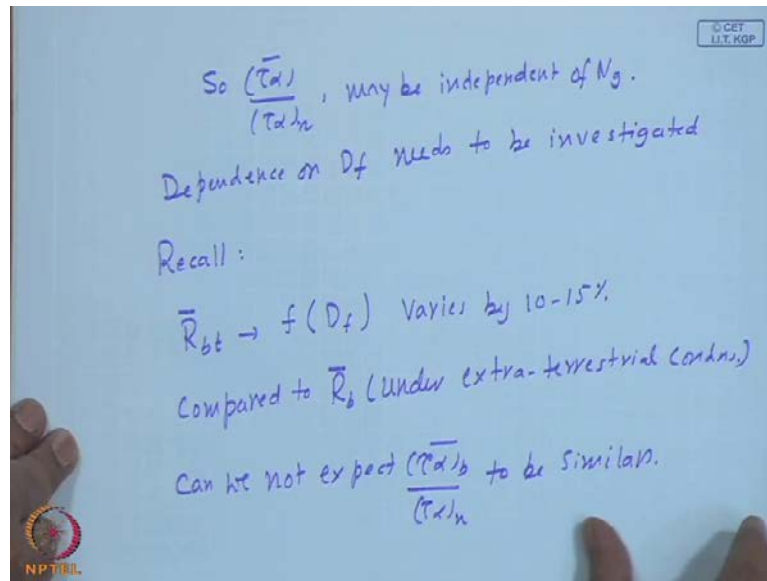 © CET
I.I.T. KGP
So (τ̅α̅) / (τα)n , may be independent of Ng.
Dependence on Df needs to be investigated
Recall:
R̅bt → f(Df) varies by 10-15%.
Compared to R̅b (under extra-terrestrial Condns.)
Can we not expect (τ̅α̅)b / (τα)n to be similar.
NPTEL